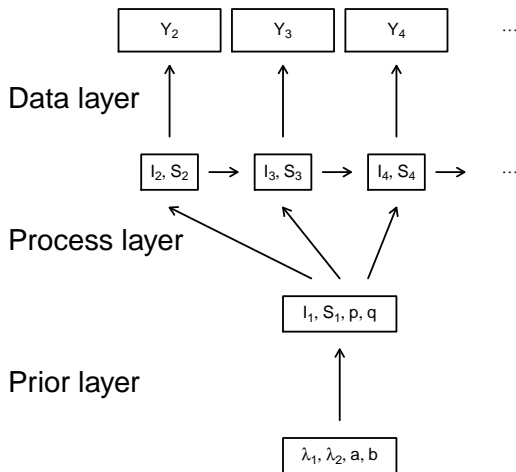 Y₂ Y₃ Y₄ ...
Data layer
I₂, S₂ I₃, S₃ I₄, S₄ ...
Process layer
I₁, S₁, p, q
Prior layer
λ₁, λ₂, a, b